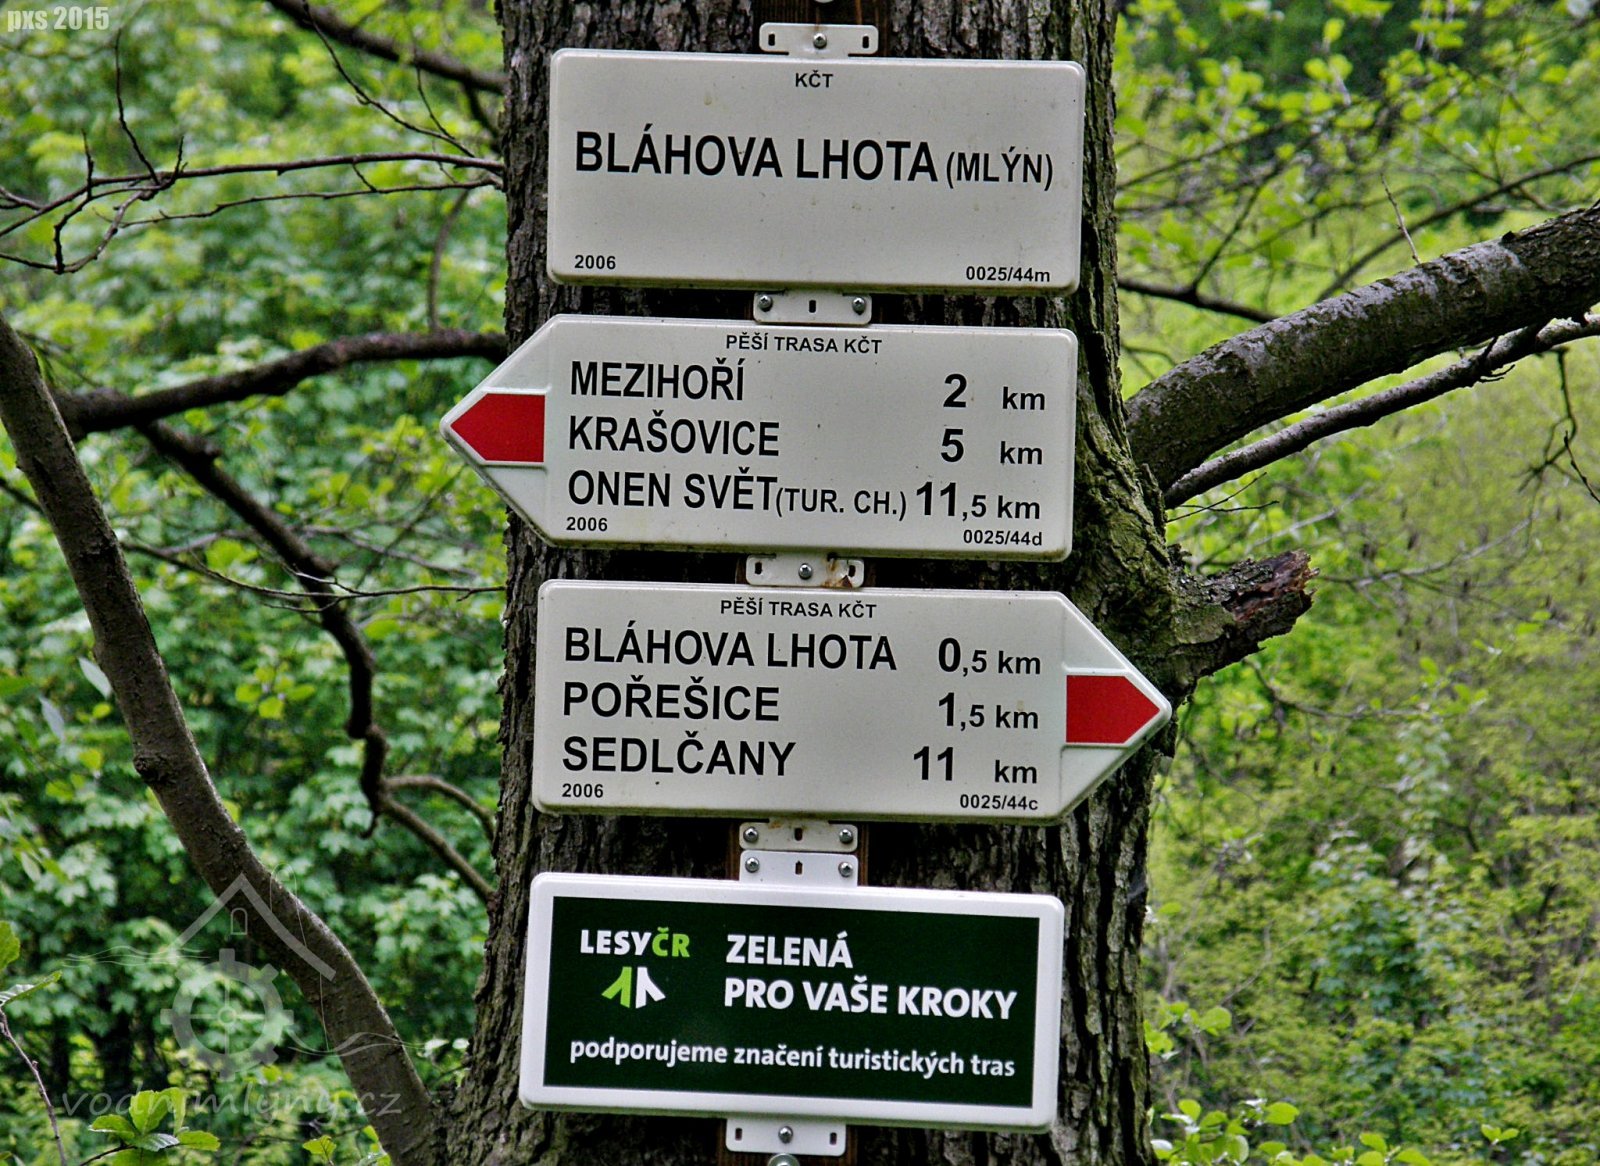 pxs 2015
KČT
BLÁHOVA LHOTA (MLÝN)
2006 0025/44m
PĚŠÍ TRASA KČT
MEZIHOŘÍ 2 km
KRAŠOVICE 5 km
ONEN SVĚT (TUR. CH.) 11,5 km
2006 0025/44d
PĚŠÍ TRASA KČT
BLÁHOVA LHOTA 0,5 km
POŘEŠICE 1,5 km
SEDLČANY 11 km
2006 0025/44c
LESYČR
ZELENÁ
PRO VAŠE KROKY
podporujeme značení turistických tras
vodnimlyny.cz